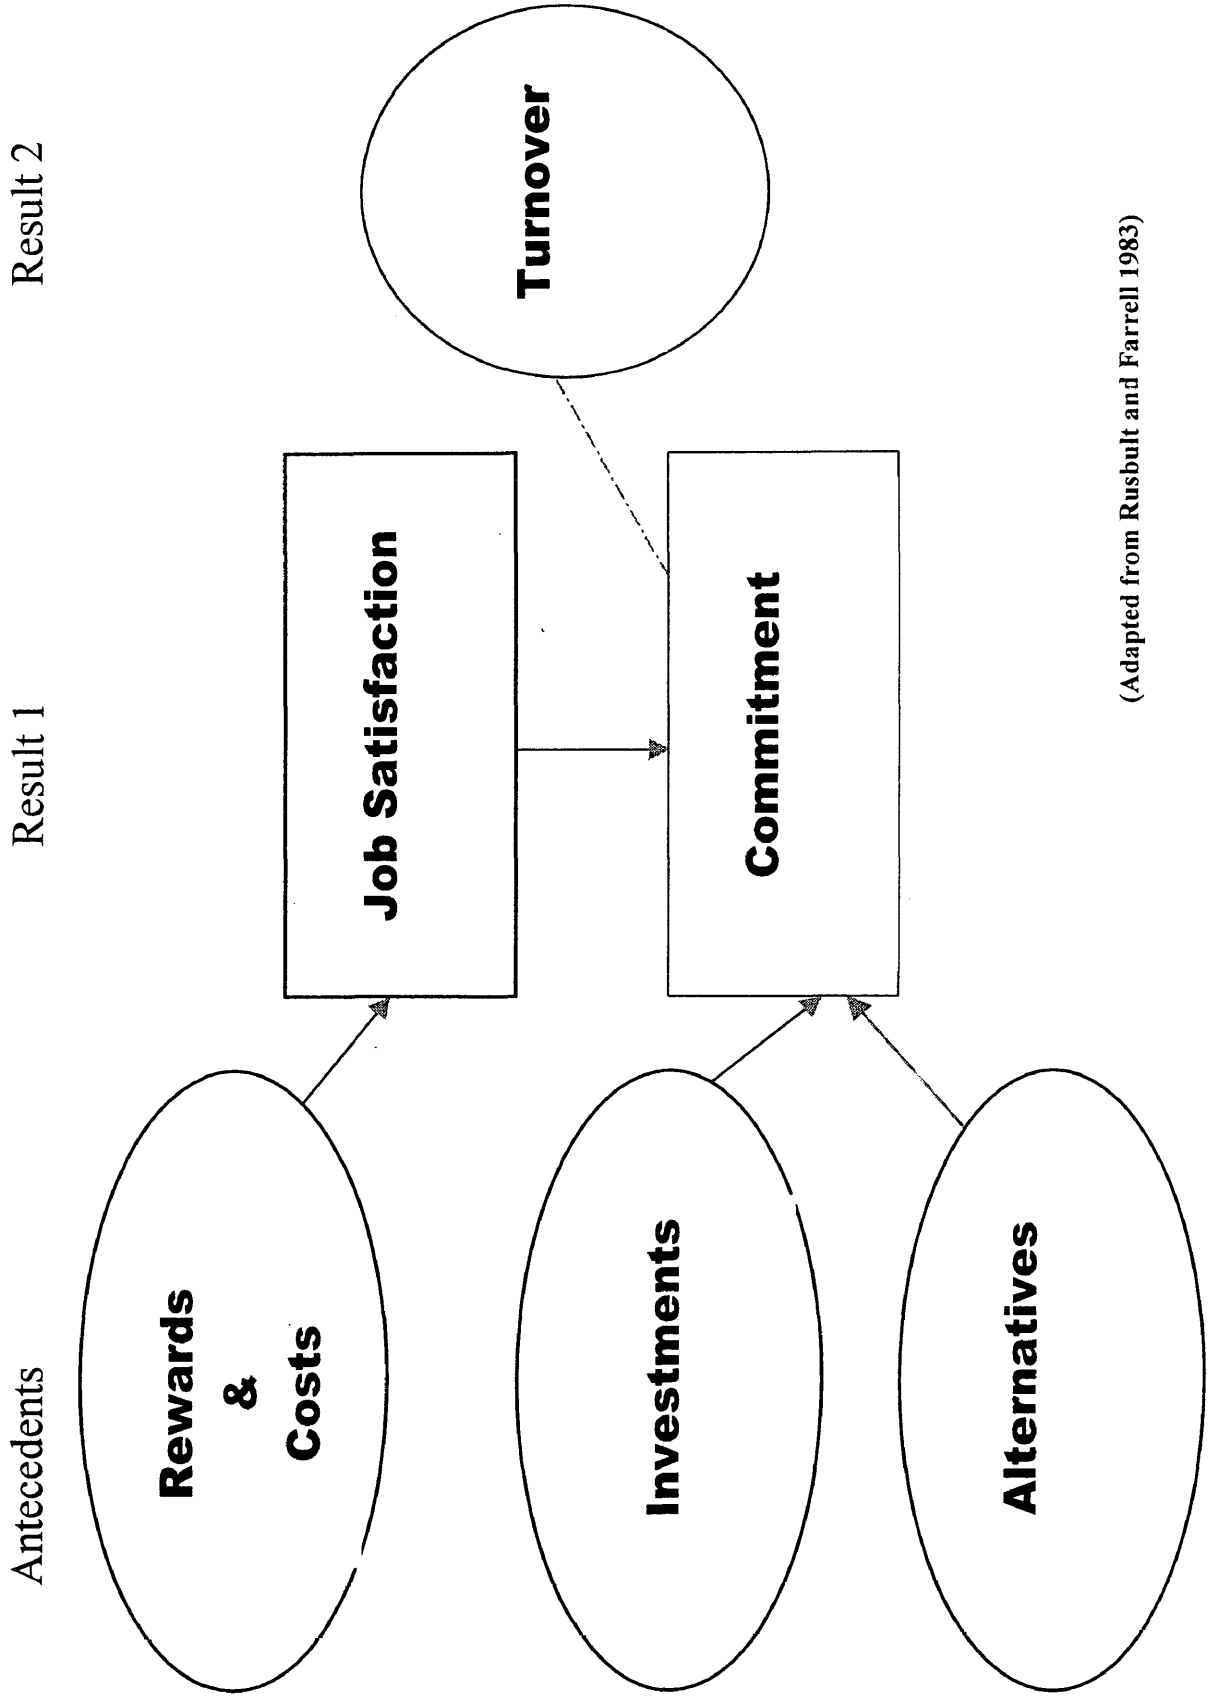 Antecedents
Result 1
Result 2
Rewards
&
Costs
Job Satisfaction
Turnover
Investments
Commitment
Alternatives
(Adapted from Rusbult and Farrell 1983)